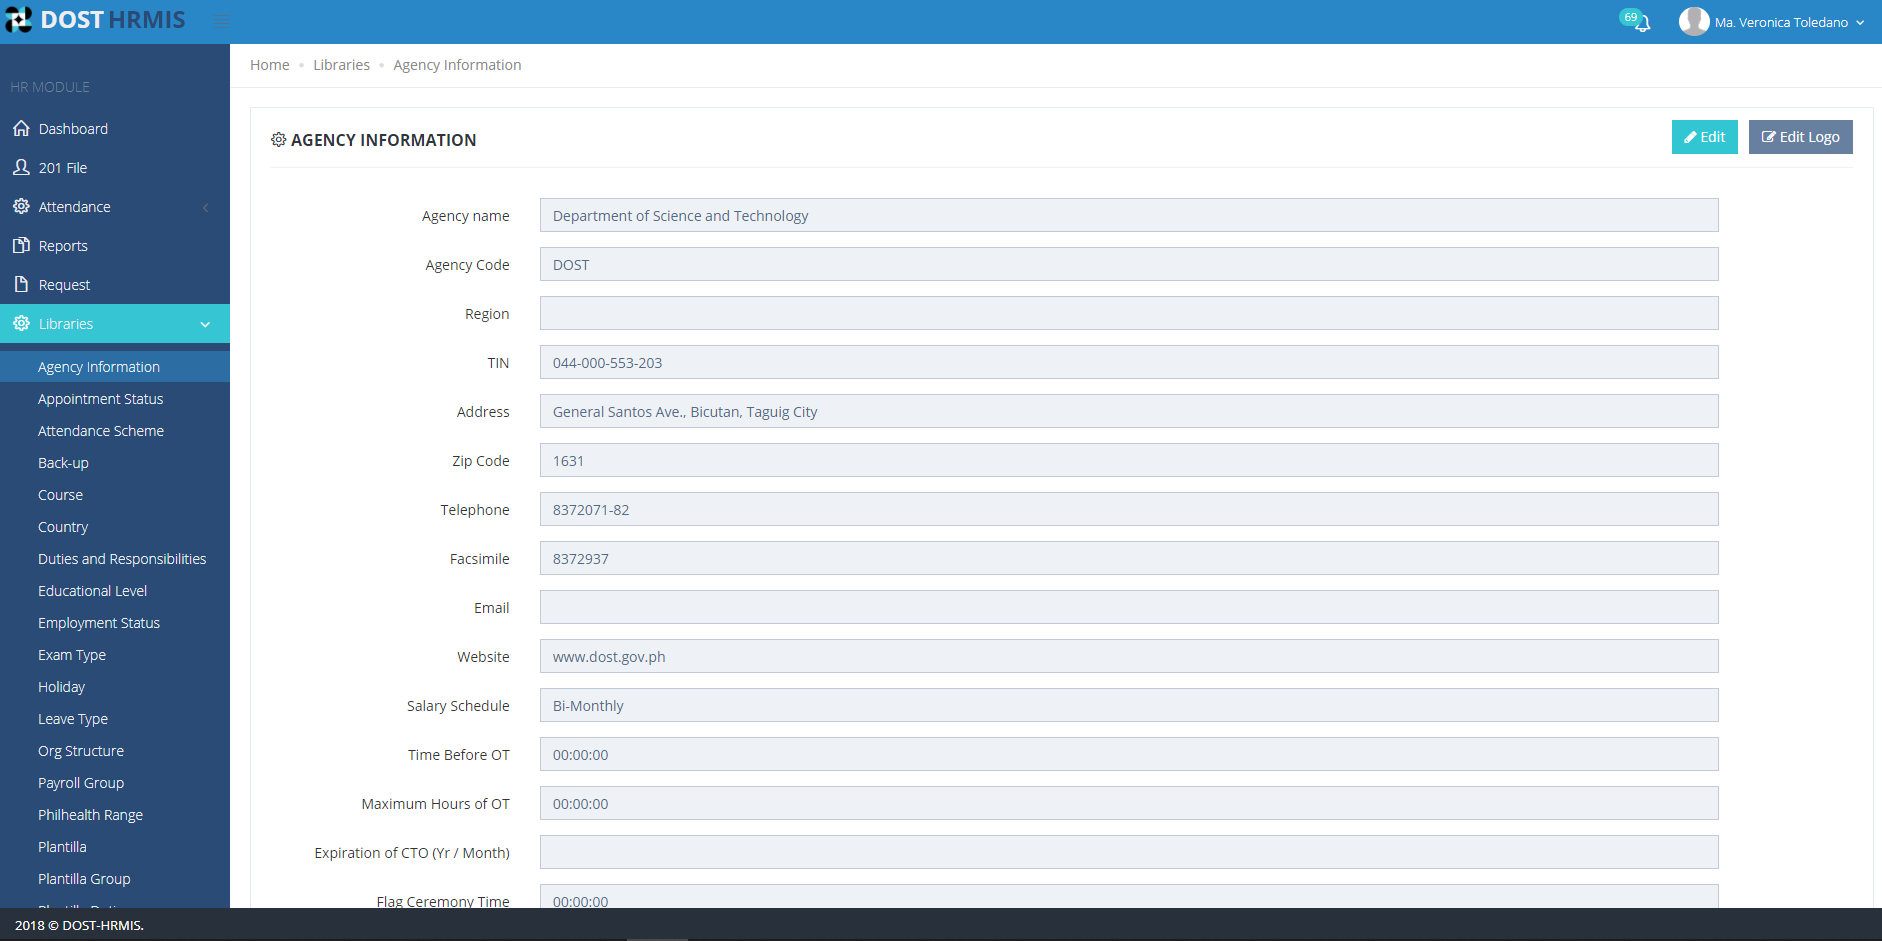 DOST HRMIS
69
Ma. Veronica Toledano
HR MODULE
Dashboard
201 File
Attendance
Reports
Request
Libraries
Agency Information
Appointment Status
Attendance Scheme
Back-up
Course
Country
Duties and Responsibilities
Educational Level
Employment Status
Exam Type
Holiday
Leave Type
Org Structure
Payroll Group
Philhealth Range
Plantilla
Plantilla Group
Home • Libraries • Agency Information
AGENCY INFORMATION
Edit
Edit Logo
Agency name Department of Science and Technology
Agency Code DOST
Region
TIN 044-000-553-203
Address General Santos Ave., Bicutan, Taguig City
Zip Code 1631
Telephone 8372071-82
Facsimile 8372937
Email
Website www.dost.gov.ph
Salary Schedule Bi-Monthly
Time Before OT 00:00:00
Maximum Hours of OT 00:00:00
Expiration of CTO (Yr / Month)
Flag Ceremony Time 00:00:00
2018 © DOST-HRMIS.